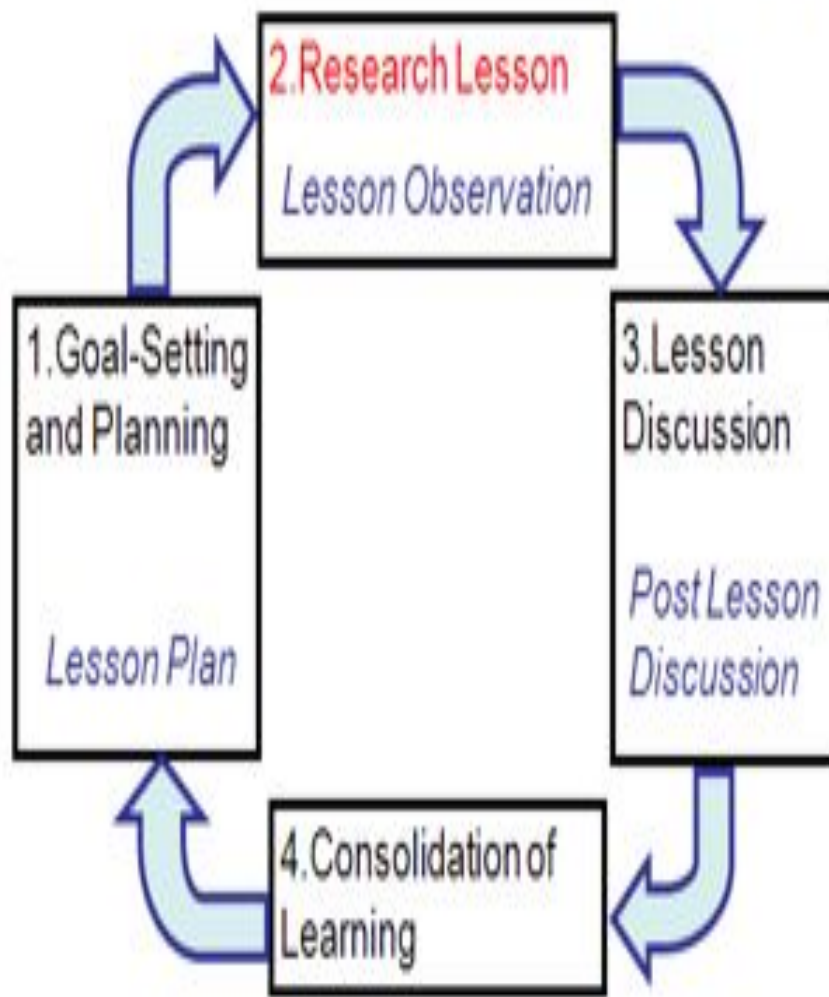 1.Goal-Setting
and Planning
Lesson Plan
2.Research Lesson
Lesson Observation
3.Lesson
Discussion
Post Lesson
Discussion
4.Consolidation of
Learning